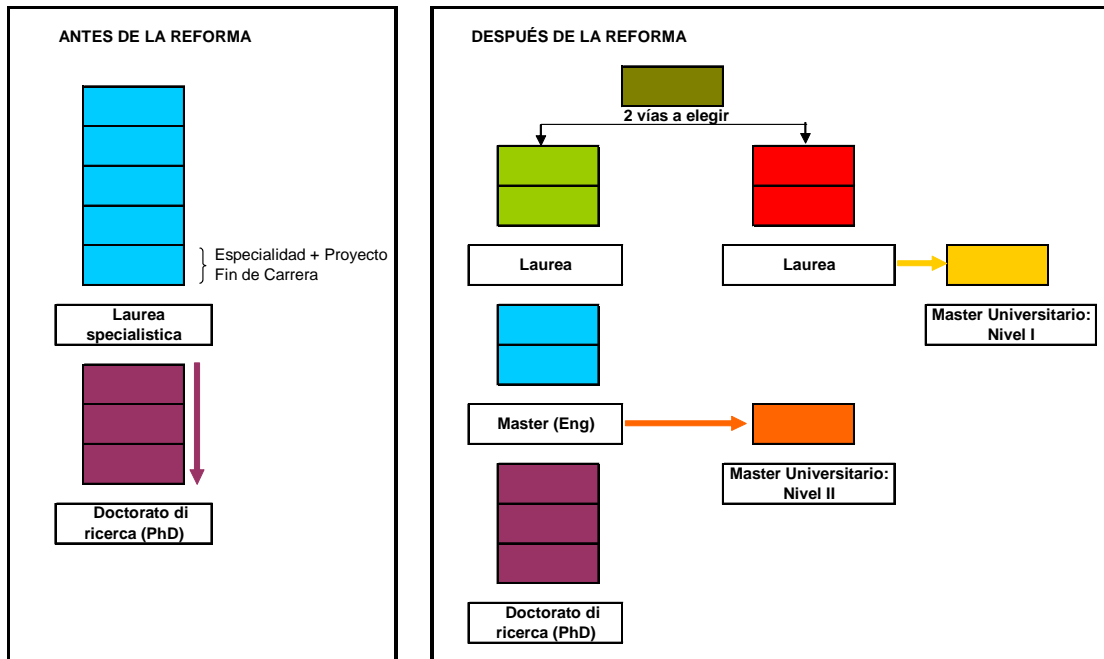 ANTES DE LA REFORMA
Especialidad + Proyecto
Fin de Carrera
Laurea
specialistica
Doctorato di
ricerca (PhD)
DESPUÉS DE LA REFORMA
2 vías a elegir
Laurea
Laurea
Master Universitario:
Nivel I
Master (Eng)
Master Universitario:
Nivel II
Doctorato di
ricerca (PhD)